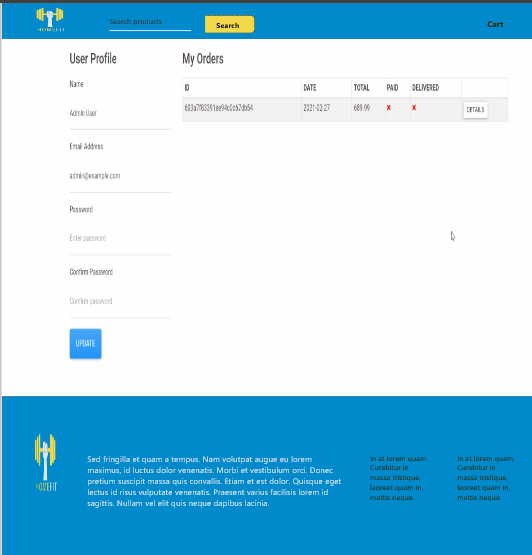 HOMEFIT
Search products
Search
Cart
User Profile
My Orders
Name
Admin User
Email Address
admin@example.com
Password
Enter password
Confirm Password
Confirm password
UPDATE
ID DATE TOTAL PAID DELIVERED
603a7f83391ee94c0c67db54 2021-02-27 689.99 X X DETAILS
HOMEFIT
Sed fringilla et quam a tempus. Nam volutpat augue eu lorem
maximus, id luctus dolor venenatis. Morbi et vestibulum orci. Donec
pretium suscipit massa quis convallis. Etiam et est dolor. Quisque eget
lectus id risus vulputate venenatis. Praesent varius facilisis lorem id
sagittis. Nullam vel elit quis neque dapibus lacinia.
In at lorem quam.
Curabitur in
massa tristique,
laoreet quam in,
mattis neque.
In at lorem quam.
Curabitur in
massa tristique,
laoreet quam in,
mattis neque.